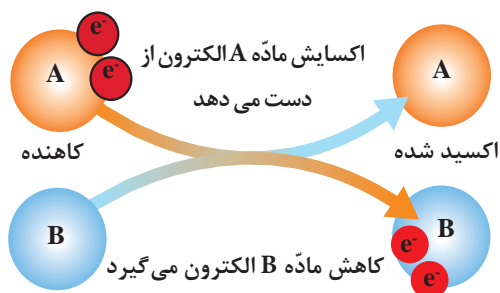 e-
A
e-
اکسایش مادّه A الکترون از
دست می دهد
A
کاهنده
اکسید شده
B
B
e-
e-
کاهش مادّه B الکترون می گیرد